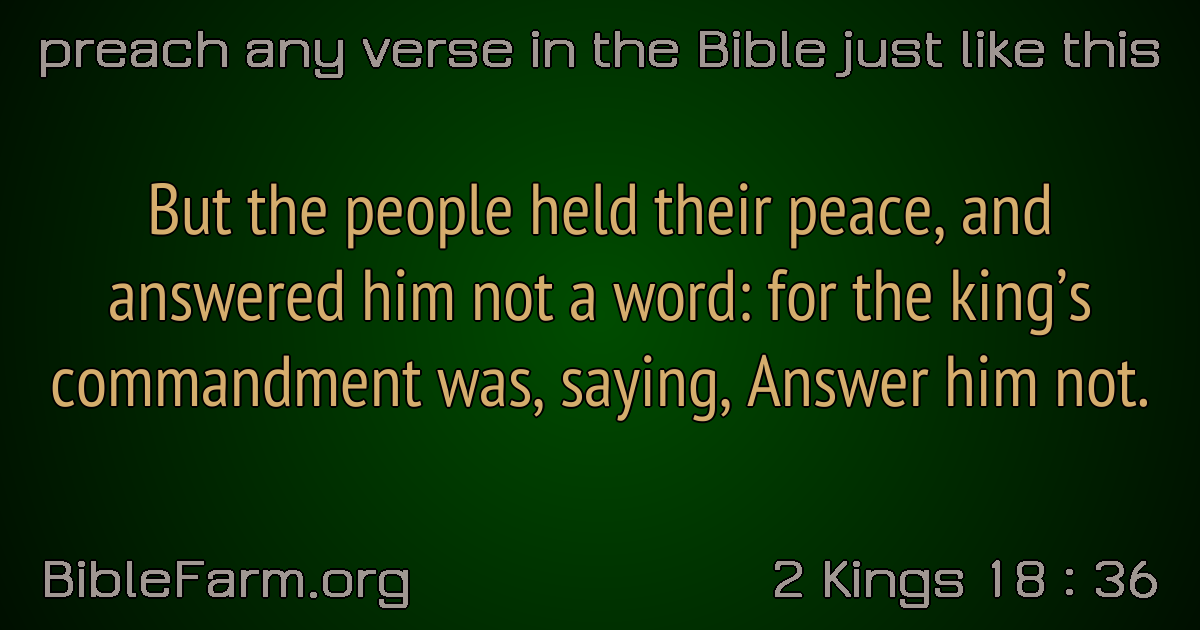 preach any verse in the Bible just like this
But the people held their peace, and
answered him not a word: for the king’s
commandment was, saying, Answer him not.
BibleFarm.org
2 Kings 18 : 36